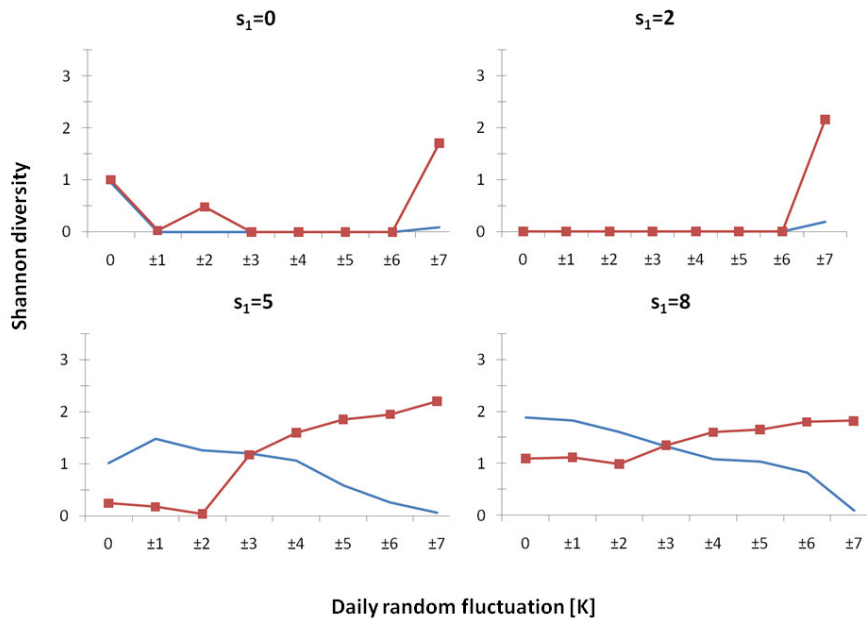 s1=0
s1=2
3
2
1
0
0 ±1 ±2 ±3 ±4 ±5 ±6 ±7
3
2
1
0
0 ±1 ±2 ±3 ±4 ±5 ±6 ±7
Shannon diversity
s1=5
s1=8
3
2
1
0
0 ±1 ±2 ±3 ±4 ±5 ±6 ±7
3
2
1
0
0 ±1 ±2 ±3 ±4 ±5 ±6 ±7
Daily random fluctuation [K]